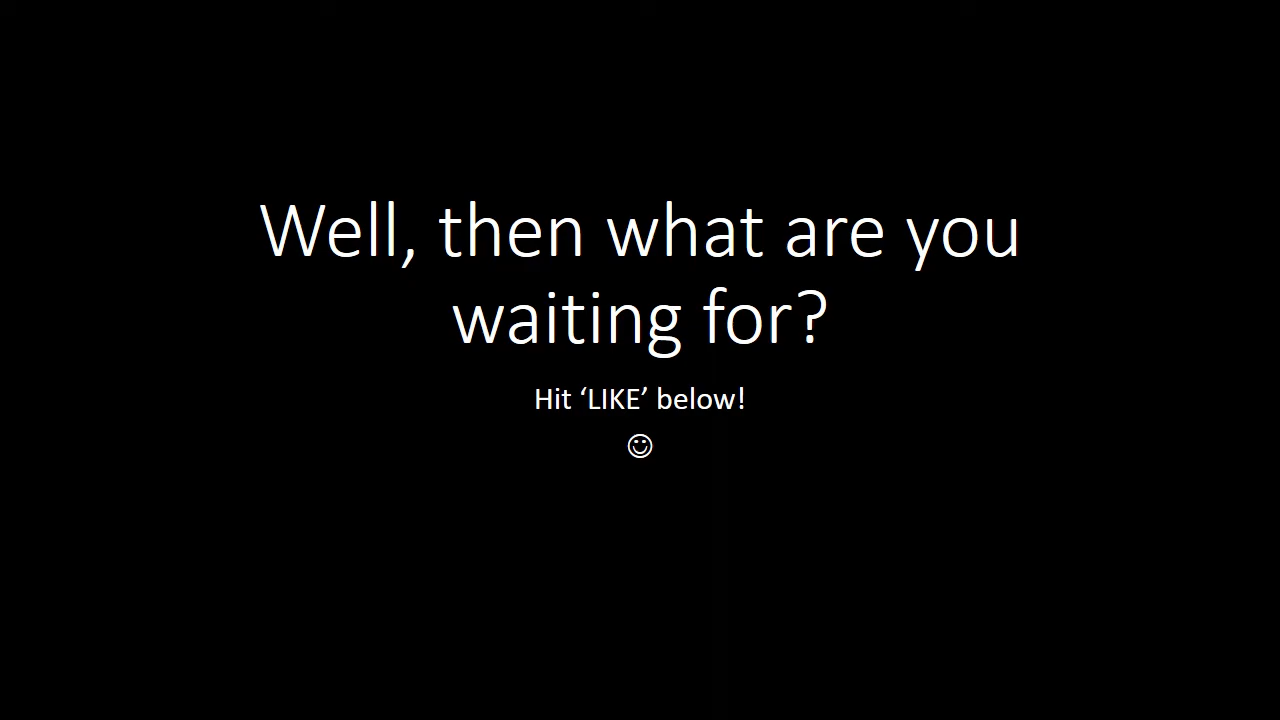 Well, then what are you
waiting for?
Hit ‘LIKE’ below!
☺